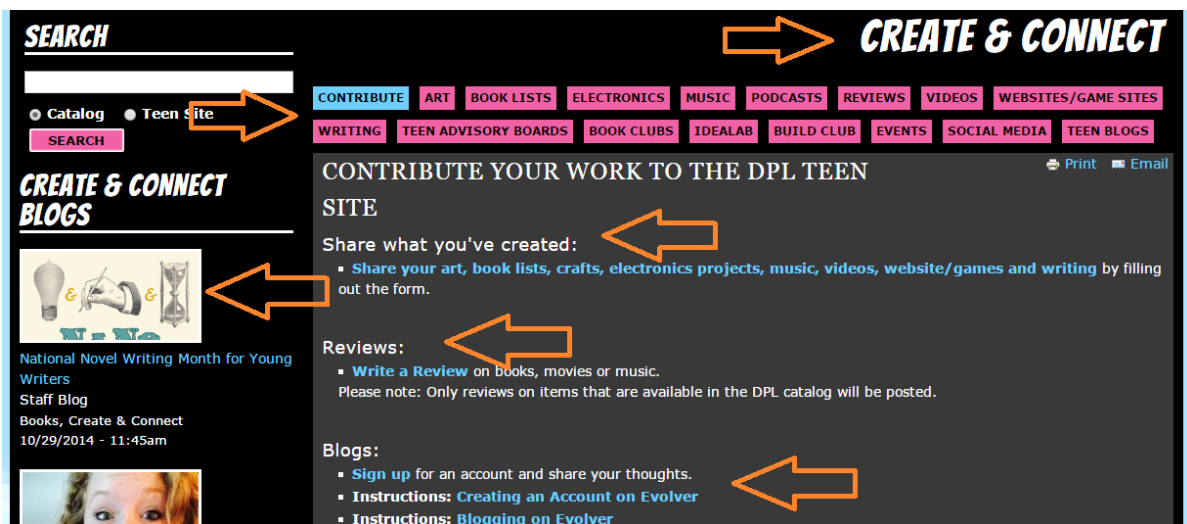 SEARCH
CREATE & CONNECT
Catalog Teen Site
SEARCH
CONTRIBUTE ART BOOK LISTS ELECTRONICS MUSIC PODCASTS REVIEWS VIDEOS WEBSITES/GAME SITES
WRITING TEEN ADVISORY BOARDS BOOK CLUBS IDEALAB BUILD CLUB EVENTS SOCIAL MEDIA TEEN BLOGS
CREATE & CONNECT
BLOGS
& &
National Novel Writing Month for Young
Writers
Staff Blog
Books, Create & Connect
10/29/2014 - 11:45am
Print Email
CONTRIBUTE YOUR WORK TO THE DPL TEEN
SITE
Share what you've created:
Share your art, book lists, crafts, electronics projects, music, videos, website/games and writing by filling
out the form.
Reviews:
Write a Review on books, movies or music.
Please note: Only reviews on items that are available in the DPL catalog will be posted.
Blogs:
Sign up for an account and share your thoughts.
Instructions: Creating an Account on Evolver
Instructions: Blogging on Evolver